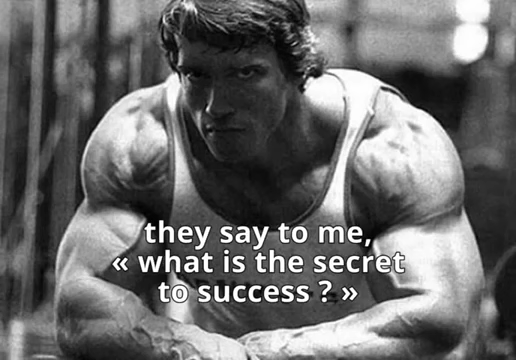 they say to me,
« what is the secret
to success ? »